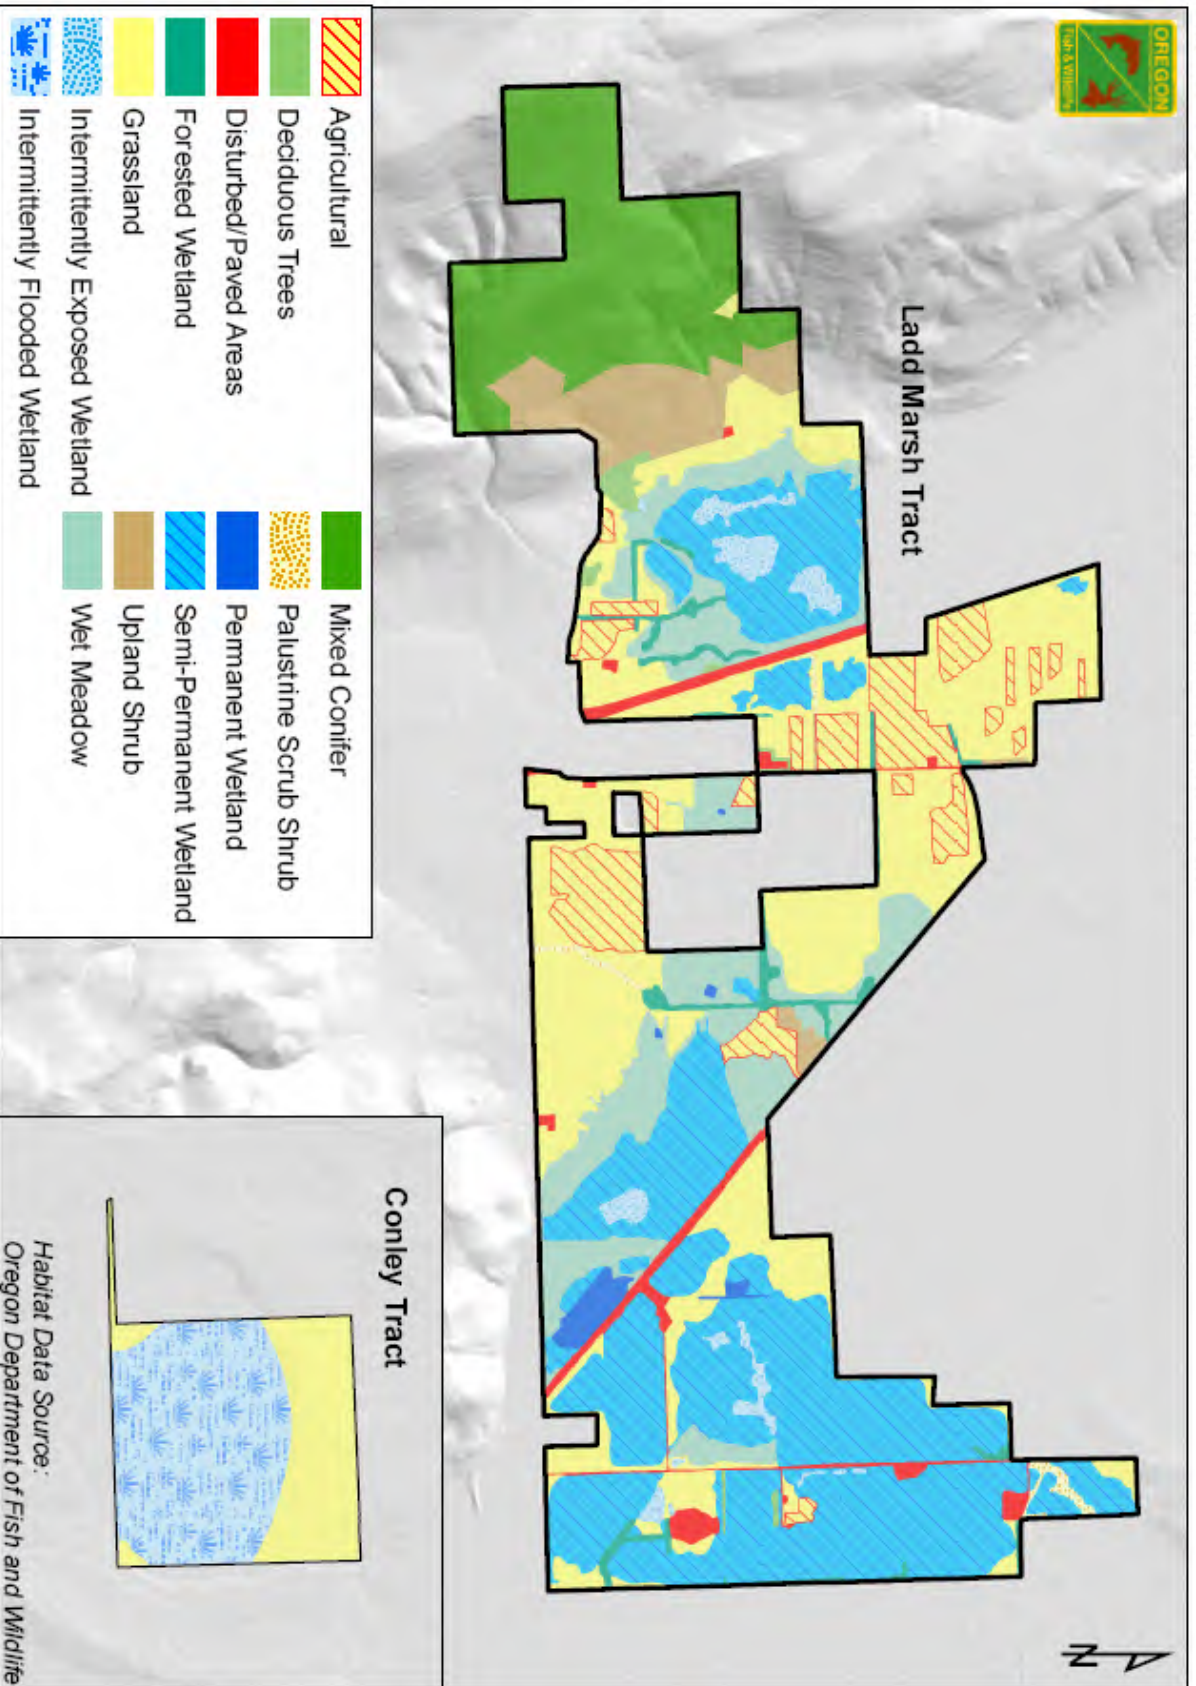 OREGON
Fish & Wildlife
Ladd Marsh Tract
N
Agricultural
Deciduous Trees
Disturbed/Paved Areas
Forested Wetland
Grassland
Intermittently Exposed Wetland
Intermittently Flooded Wetland
Mixed Conifer
Palustrine Scrub Shrub
Permanent Wetland
Semi-Permanent Wetland
Upland Shrub
Wet Meadow
Conley Tract
Habitat Data Source:
Oregon Department of Fish and Wildlife